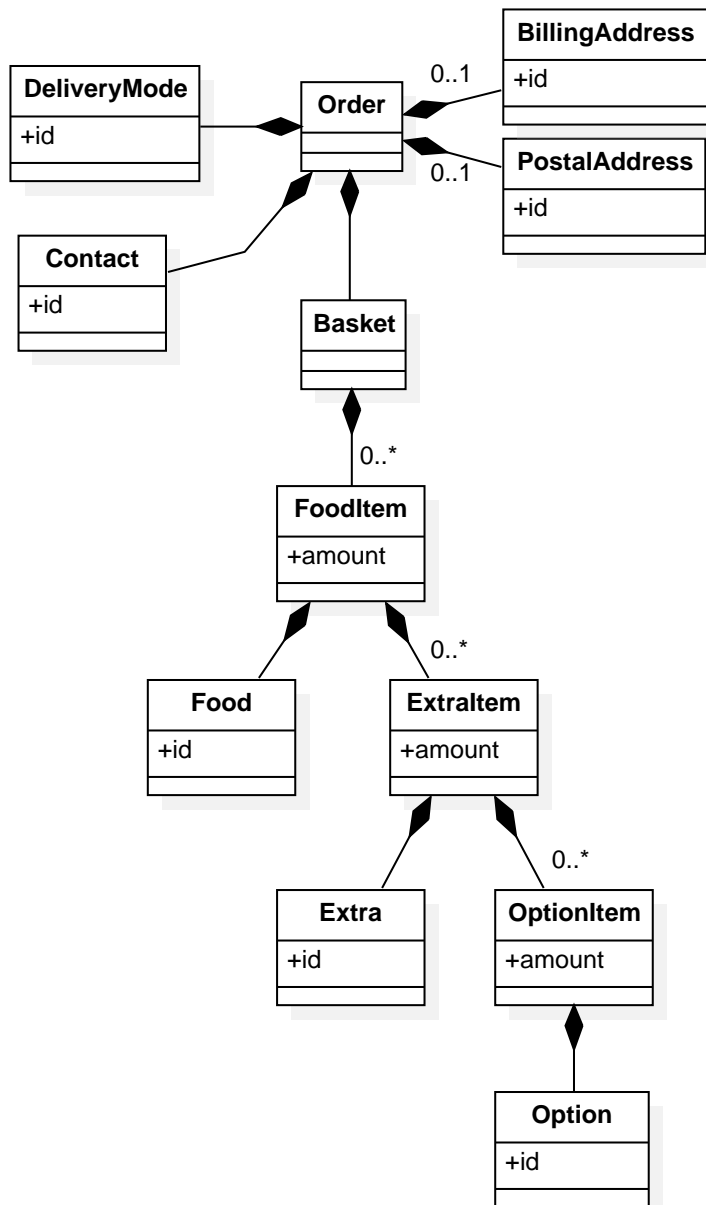 BillingAddress
+id
0..1
DeliveryMode
+id
Order
PostalAddress
+id
0..1
Contact
+id
Basket
0..*
FoodItem
+amount
0..*
Food
+id
ExtraItem
+amount
0..*
Extra
+id
OptionItem
+amount
Option
+id